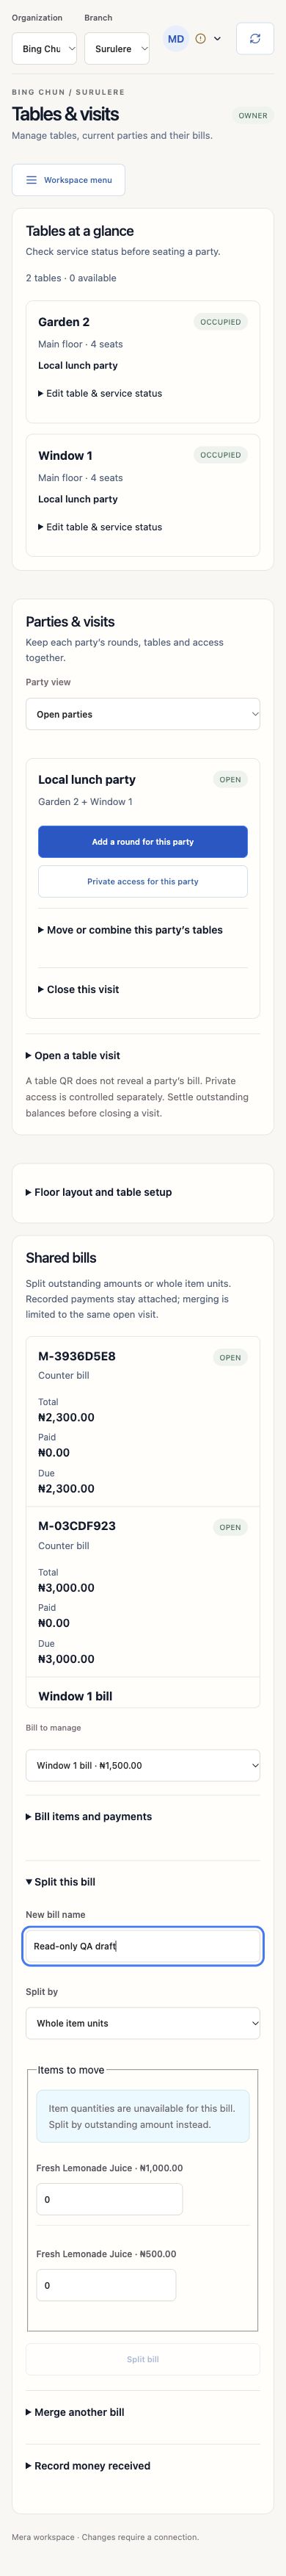 Organization
Branch
Bing Chu
Surulere
MD
BING CHUN / SURULERE
Tables & visits
OWNER
Manage tables, current parties and their bills.
Workspace menu
Tables at a glance
Check service status before seating a party.
2 tables · 0 available
Garden 2
OCCUPIED
Main floor · 4 seats
Local lunch party
Edit table & service status
Window 1
OCCUPIED
Main floor · 4 seats
Local lunch party
Edit table & service status
Parties & visits
Keep each party's rounds, tables and access
together.
Party view
Open parties
Local lunch party
OPEN
Garden 2 + Window 1
Add a round for this party
Private access for this party
Move or combine this party's tables
Close this visit
Open a table visit
A table QR does not reveal a party's bill. Private
access is controlled separately. Settle outstanding
balances before closing a visit.
Floor layout and table setup
Shared bills
Split outstanding amounts or whole item units.
Recorded payments stay attached; merging is
limited to the same open visit.
M-3936D5E8
OPEN
Counter bill
Total
₦2,300.00
Paid
₦0.00
Due
₦2,300.00
M-03CDF923
OPEN
Counter bill
Total
₦3,000.00
Paid
₦0.00
Due
₦3,000.00
Window 1 bill
Bill to manage
Window 1 bill · ₦1,500.00
Bill items and payments
Split this bill
New bill name
Read-only QA draft
Split by
Whole item units
Items to move
Item quantities are unavailable for this bill.
Split by outstanding amount instead.
Fresh Lemonade Juice · ₦1,000.00
0
Fresh Lemonade Juice · ₦500.00
0
Split bill
Merge another bill
Record money received
Mera workspace · Changes require a connection.